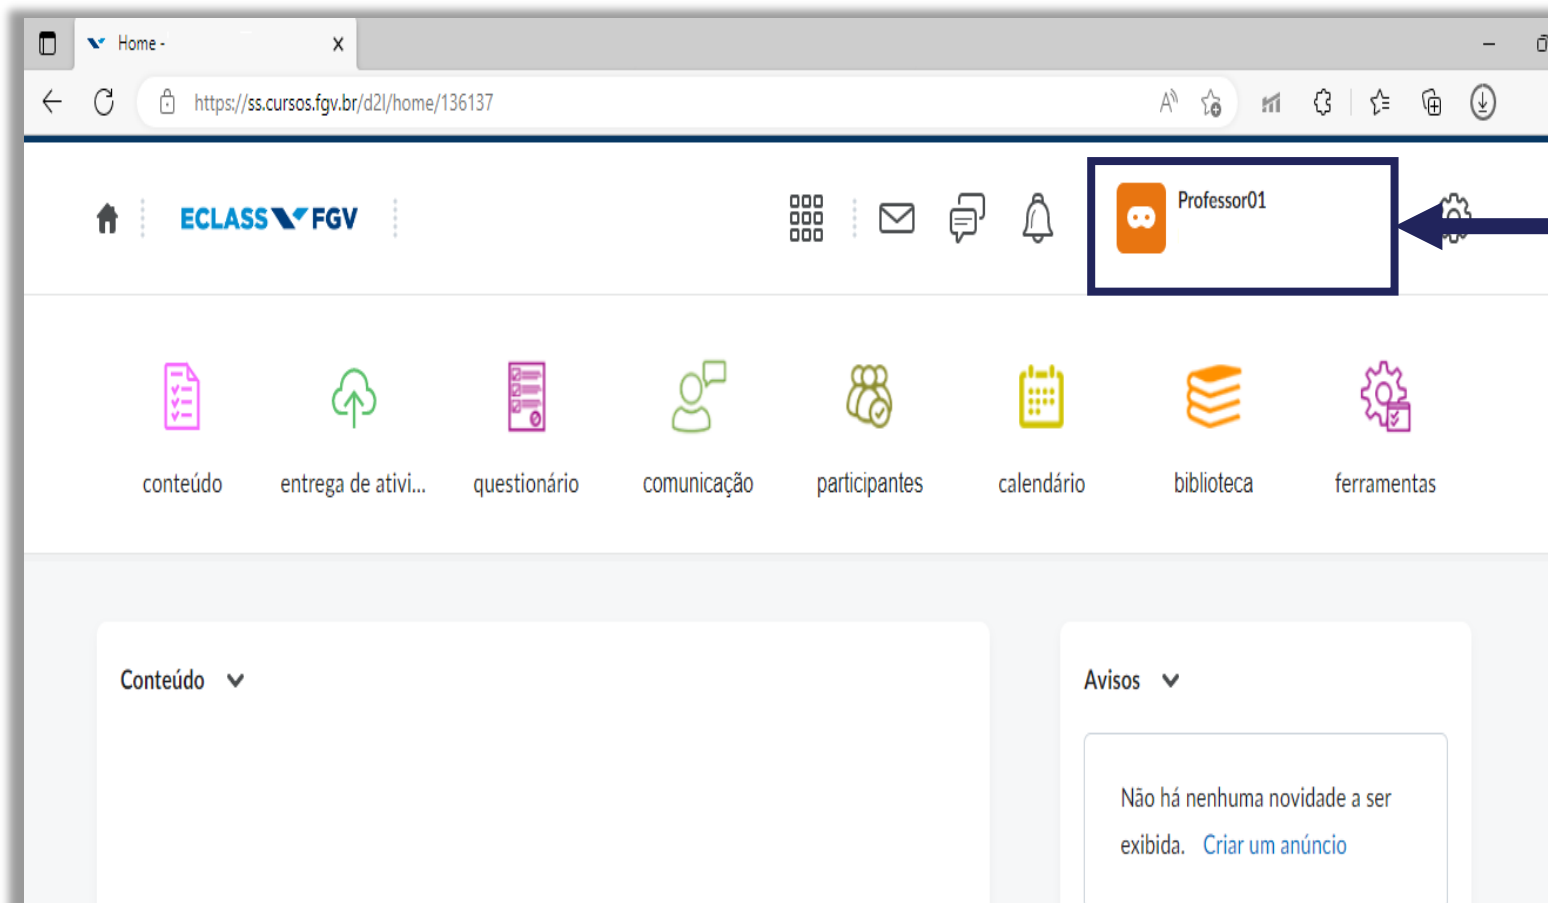 Home -
https://ss.cursos.fgv.br/d2l/home/136137
ECLASS FGV
Professor01
conteúdo
entrega de ativi...
questionário
comunicação
participantes
calendário
biblioteca
ferramentas
Conteúdo
Avisos
Não há nenhuma novidade a ser
exibida. Criar um anúncio